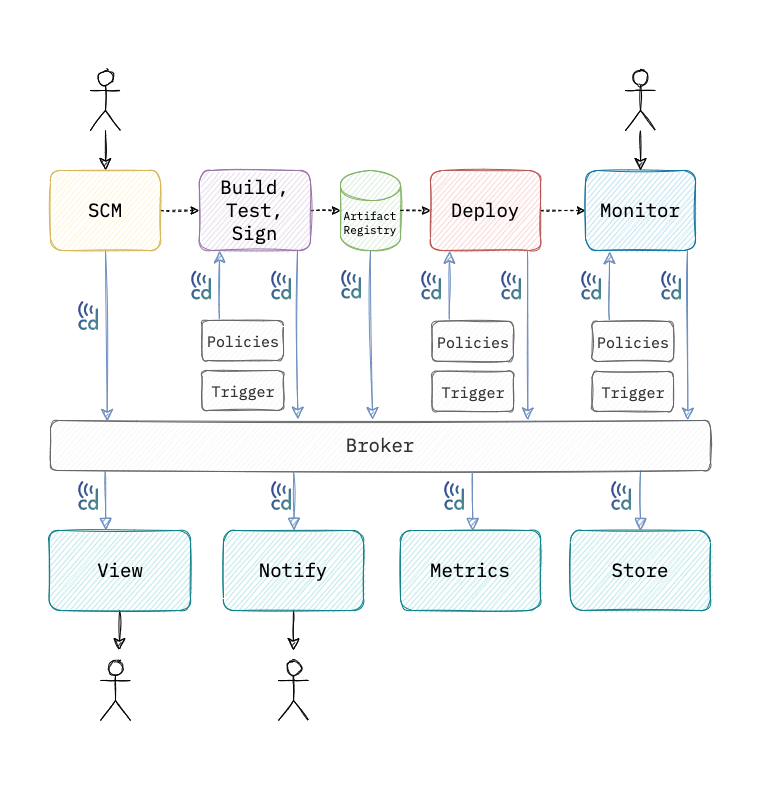 SCM
Build,
Test,
Sign
Artifact
Registry
Deploy
Monitor
cd
cd
cd
cd
cd
cd
cd
cd
Policies
Policies
Policies
Trigger
Trigger
Trigger
Broker
cd
cd
cd
cd
View
Notify
Metrics
Store